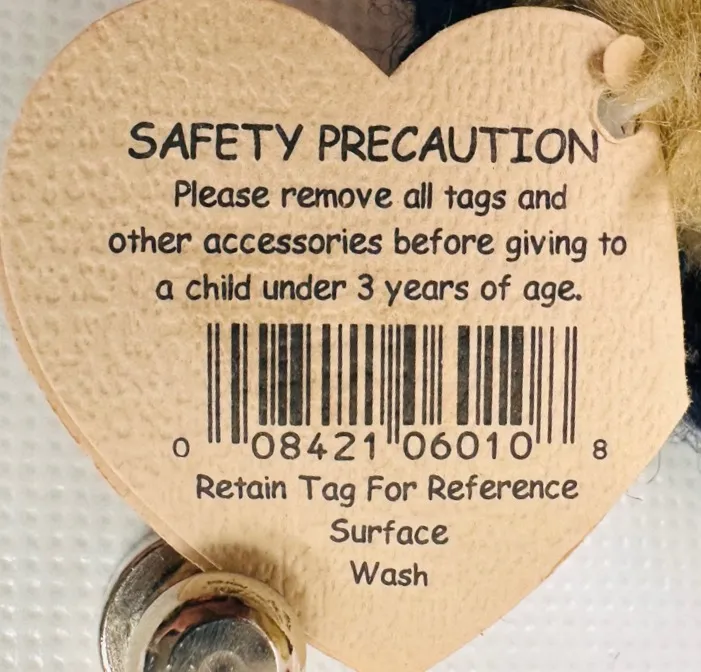 SAFETY PRECAUTION
Please remove all tags and
other accessories before giving to
a child under 3 years of age.
0 08421 06010 8
Retain Tag For Reference
Surface
Wash